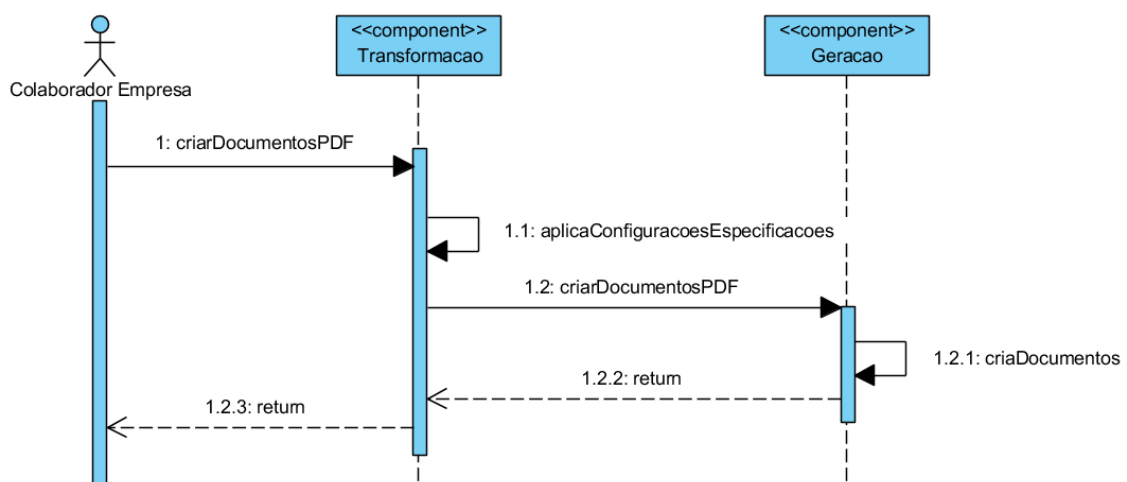 <<component>>
Transformacao
<<component>>
Geracao
Colaborador Empresa
1: criarDocumentosPDF
1.1: aplicaConfiguracoesEspecificacoes
1.2: criarDocumentosPDF
1.2.1: criaDocumentos
1.2.2: return
1.2.3: return